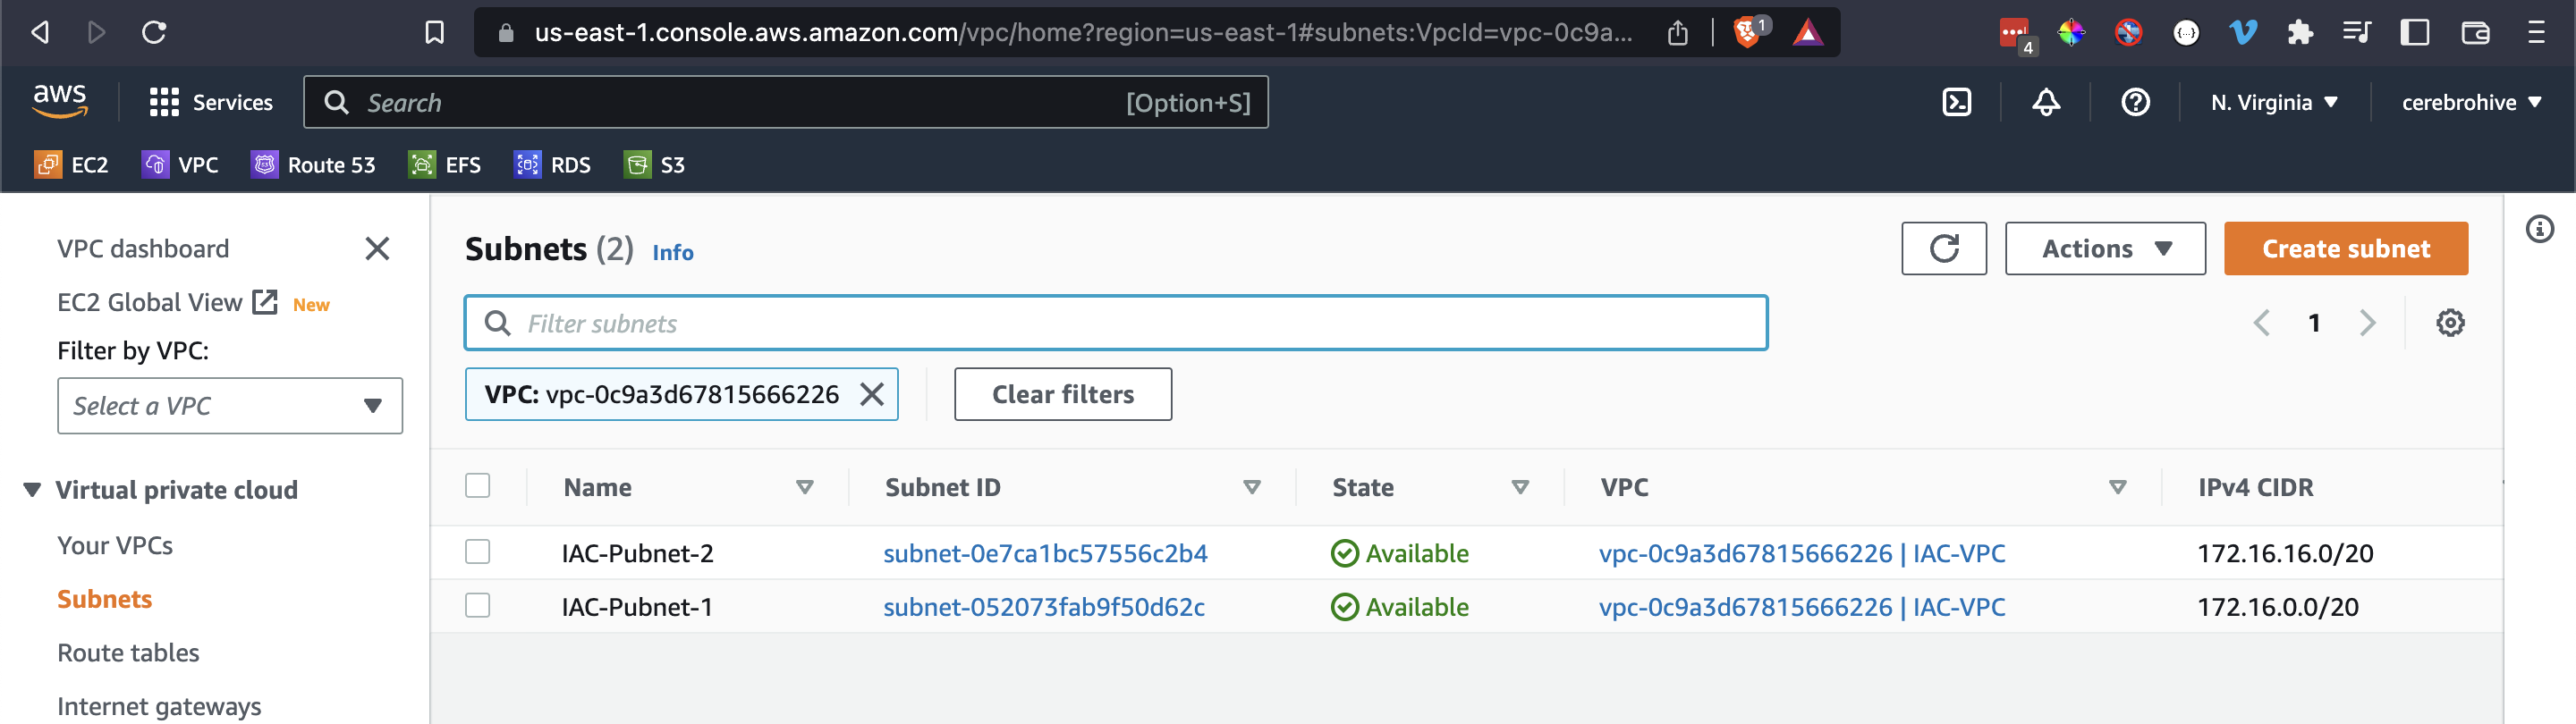 us-east-1.console.aws.amazon.com/vpc/home?region=us-east-1#subnets:VpcId=vpc-0c9a... 1 4
aws Services Search [Option+S] N. Virginia cerebrohive
EC2 VPC Route 53 EFS RDS S3
VPC dashboard
EC2 Global View New
Filter by VPC:
Select a VPC
Virtual private cloud
Your VPCs
Subnets
Route tables
Internet gateways
Subnets (2) Info Actions Create subnet
Filter subnets 1
VPC: vpc-0c9a3d67815666226 Clear filters
Name Subnet ID State VPC IPv4 CIDR
IAC-Pubnet-2 subnet-0e7ca1bc57556c2b4 Available vpc-0c9a3d67815666226 | IAC-VPC 172.16.16.0/20
IAC-Pubnet-1 subnet-052073fab9f50d62c Available vpc-0c9a3d67815666226 | IAC-VPC 172.16.0.0/20